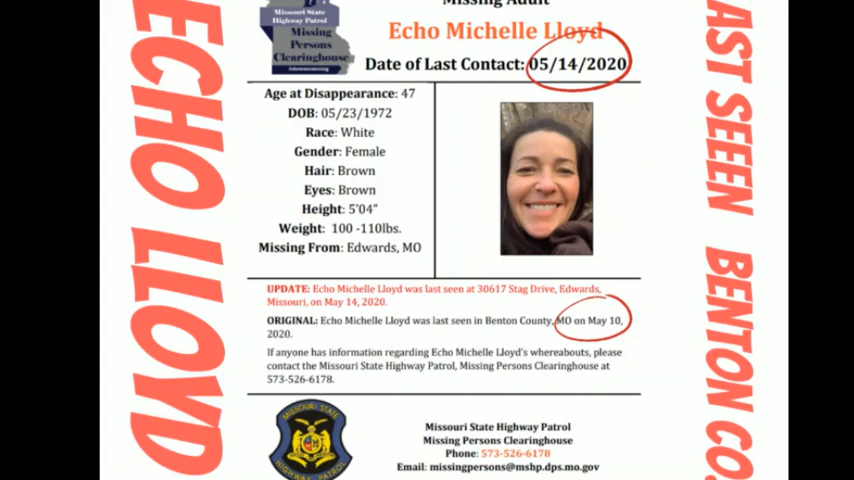 ECHO LLOYD
Missing Adult
Missouri State
Highway Patrol
Missing
Persons
Clearinghouse
Echo Michelle Lloyd
Date of Last Contact: 05/14/2020
Age at Disappearance: 47
DOB: 05/23/1972
Race: White
Gender: Female
Hair: Brown
Eyes: Brown
Height: 5'04"
Weight: 100 -110lbs.
Missing From: Edwards, MO
UPDATE: Echo Michelle Lloyd was last seen at 30617 Stag Drive, Edwards,
Missouri, on May 14, 2020.
ORIGINAL: Echo Michelle Lloyd was last seen in Benton County, MO on May 10,
2020.
If anyone has information regarding Echo Michelle Lloyd's whereabouts, please
contact the Missouri State Highway Patrol, Missing Persons Clearinghouse at
573-526-6178.
MISSOURI STATE
HIGHWAY PATROL
Missouri State Highway Patrol
Missing Persons Clearinghouse
Phone: 573-526-6178
Email: missingpersons@mshp.dps.mo.gov
LAST SEEN BENTON CO.